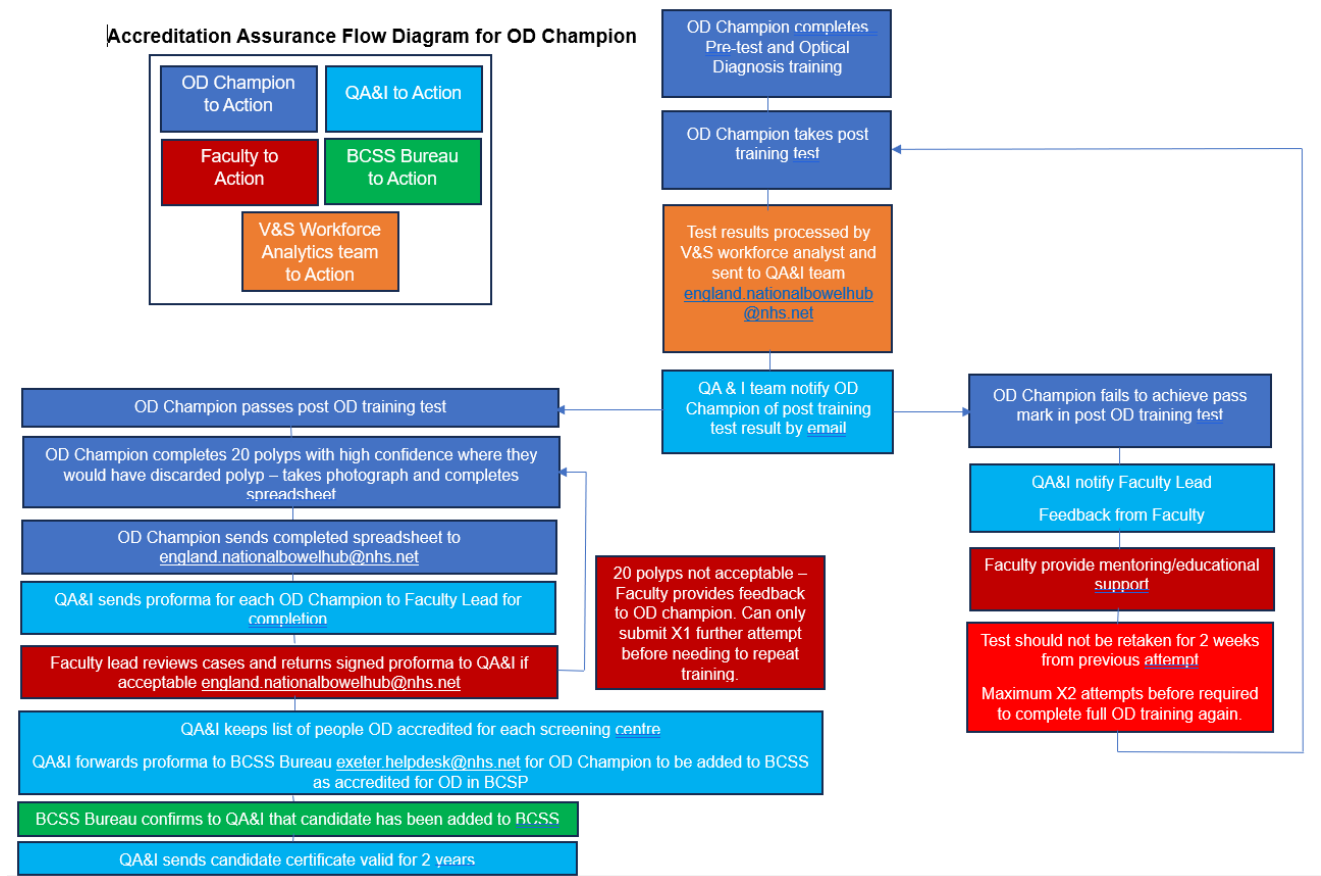 Accreditation Assurance Flow Diagram for OD Champion
OD Champion
to Action
QA&I to Action
Faculty to
Action
BCSS Bureau
to Action
V&S Workforce
Analytics team
to Action
OD Champion completes
Pre-test and Optical
Diagnosis training
OD Champion takes post
training test
Test results processed by
V&S workforce analyst and
sent to QA&I team
england.nationalbowelhub
@nhs.net
QA & I team notify OD
Champion of post training
test result by email
OD Champion passes post OD training test
OD Champion completes 20 polyps with high confidence where they
would have discarded polyp – takes photograph and completes
spreadsheet
OD Champion sends completed spreadsheet to
england.nationalbowelhub@nhs.net
QA&I sends proforma for each OD Champion to Faculty Lead for
completion
Faculty lead reviews cases and returns signed proforma to QA&I if
acceptable england.nationalbowelhub@nhs.net
20 polyps not acceptable –
Faculty provides feedback
to OD champion. Can only
submit X1 further attempt
before needing to repeat
training.
QA&I keeps list of people OD accredited for each screening centre
QA&I forwards proforma to BCSS Bureau exeter.helpdesk@nhs.net for OD Champion to be added to BCSS
as accredited for OD in BCSP
BCSS Bureau confirms to QA&I that candidate has been added to BCSS
QA&I sends candidate certificate valid for 2 years
OD Champion fails to achieve pass
mark in post OD training test
QA&I notify Faculty Lead
Feedback from Faculty
Faculty provide mentoring/educational
support
Test should not be retaken for 2 weeks
from previous attempt
Maximum X2 attempts before required
to complete full OD training again.